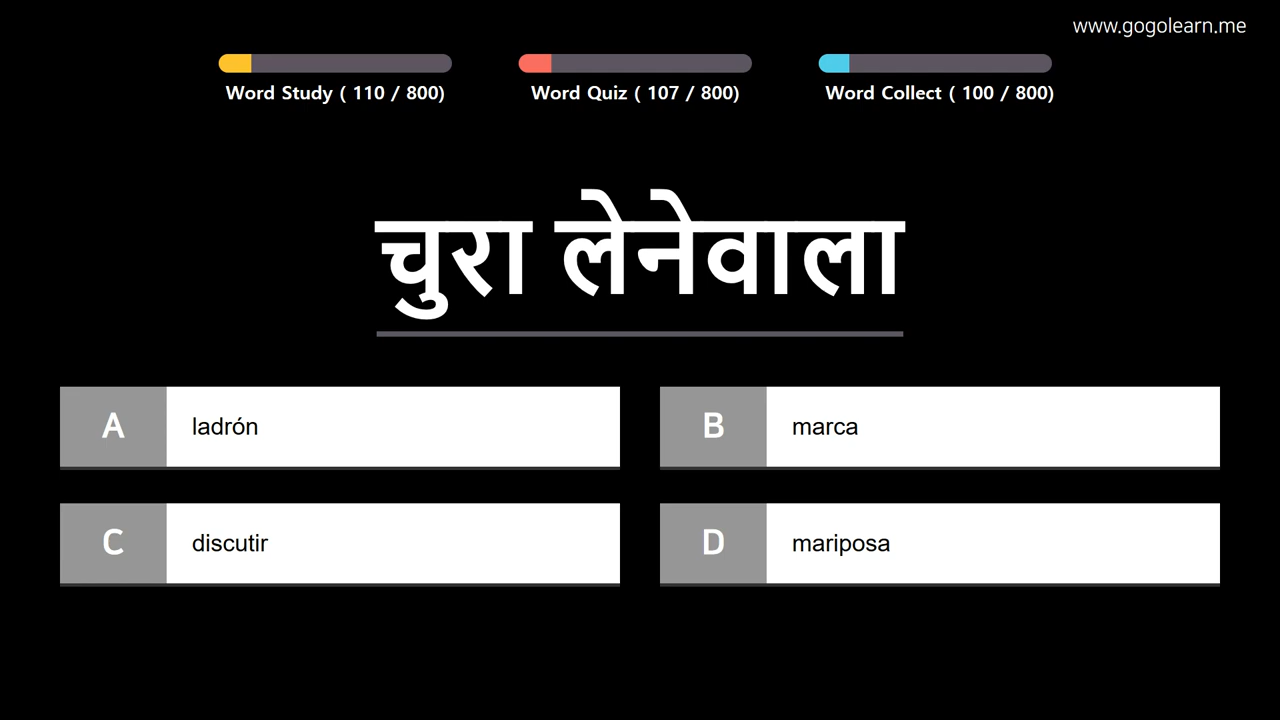 www.gogolearn.me
Word Study ( 110 / 800)
Word Quiz ( 107 / 800)
Word Collect ( 100 / 800)
चुरा लेनेवाला
A ladrón
B marca
C discutir
D mariposa